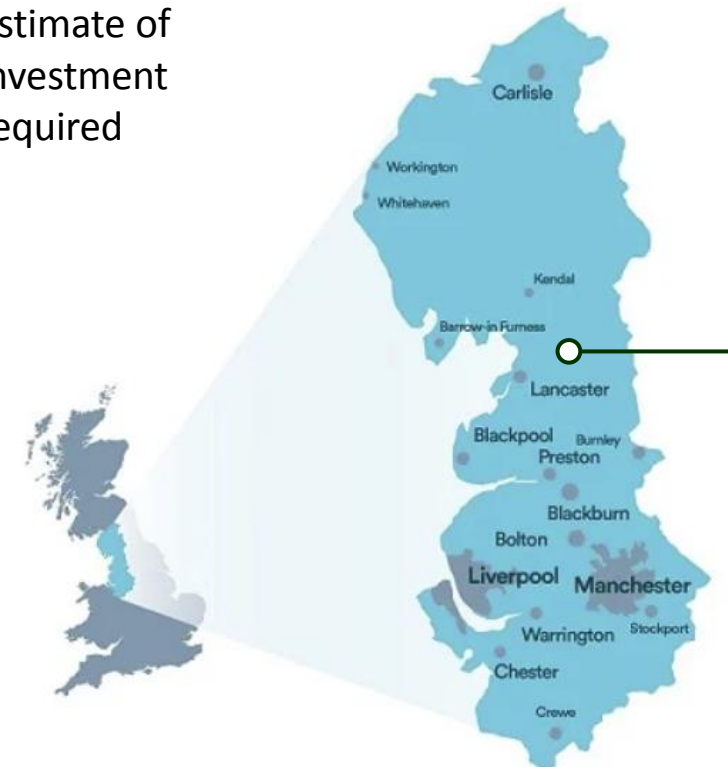 stimate of
nvestment
equired
Carlisle
Workington
Whitehaven
Kendal
Barrow-in Furness
Lancaster
Blackpool
Burnley
Preston
Blackburn
Bolton
Liverpool
Manchester
Stockport
Warrington
Chester
Crewe